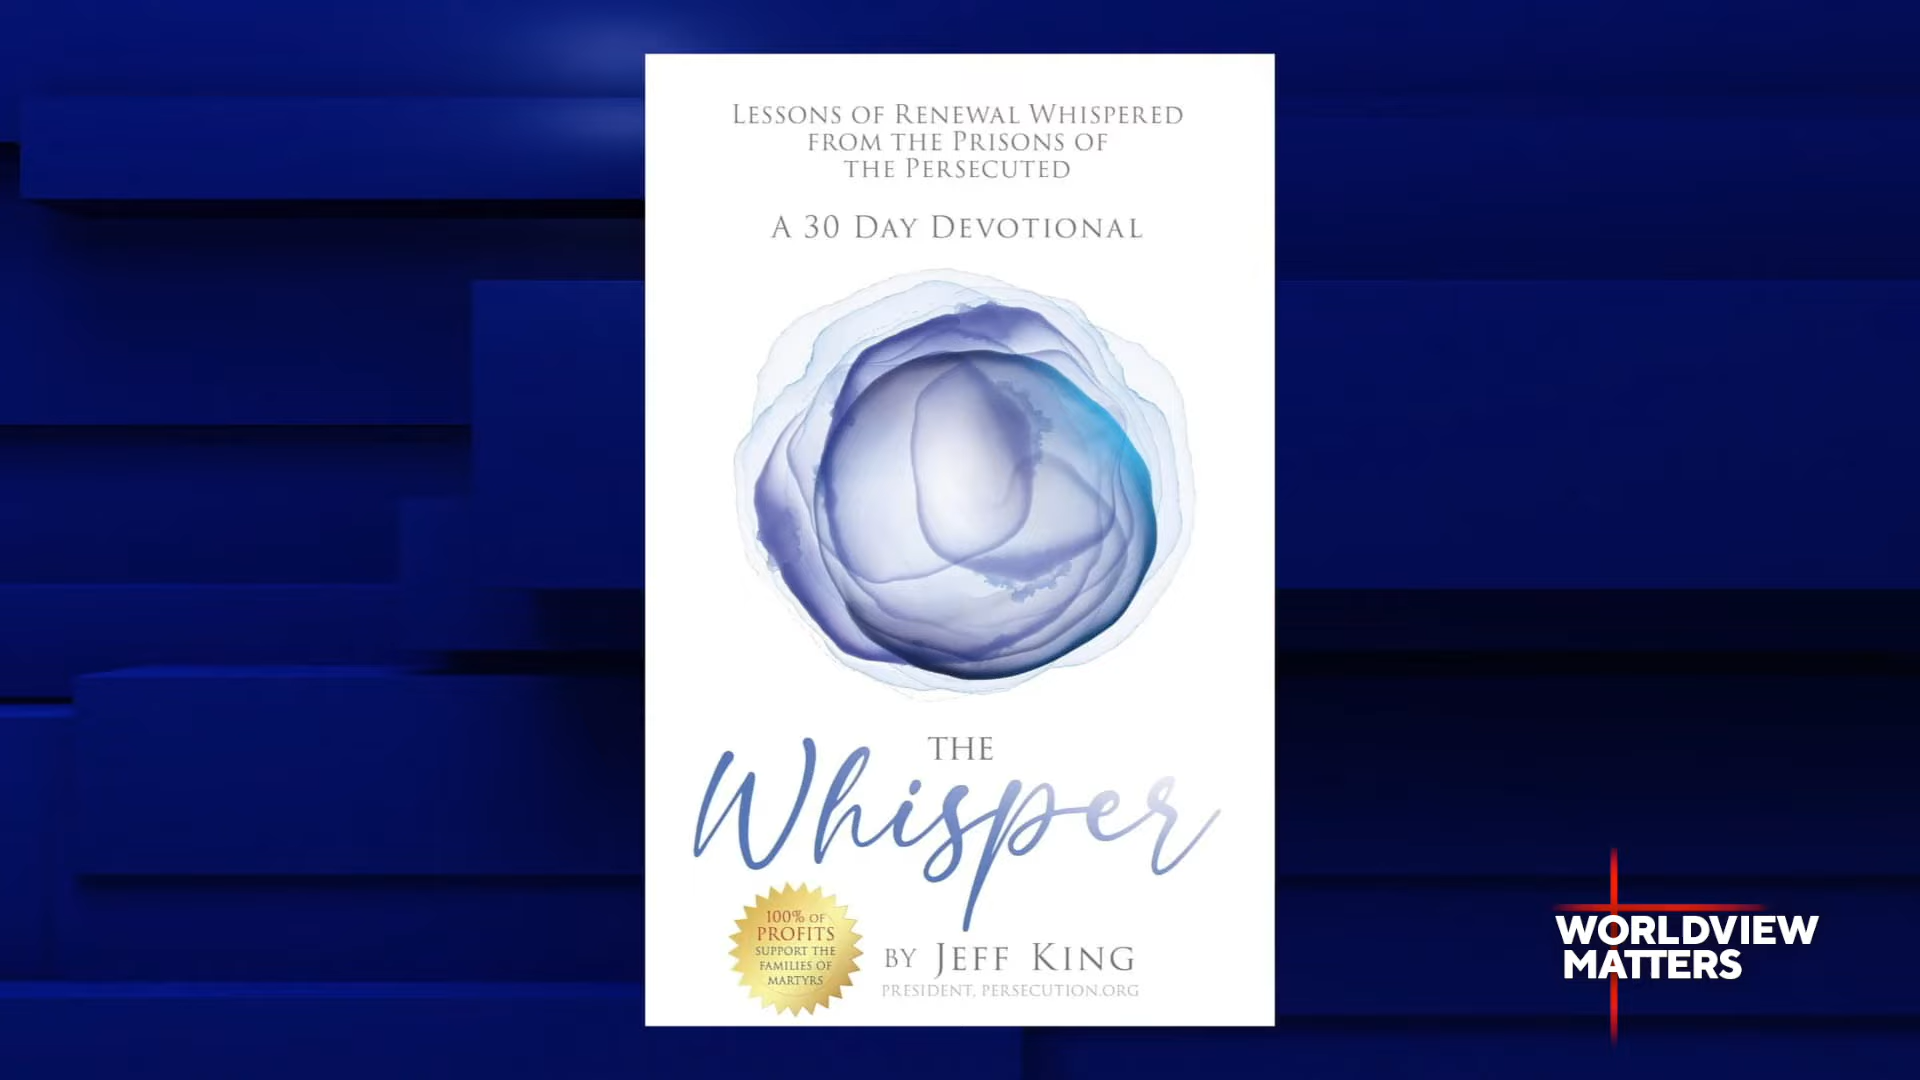 LESSONS OF RENEWAL WHISPERED
FROM THE PRISONS OF
THE PERSECUTED
A 30 DAY DEVOTIONAL
THE
Whisper
100% OF
PROFITS
SUPPORT THE
FAMILIES OF
MARTYRS
BY JEFF KING
PRESIDENT, PERSECUTION.ORG
WORLDVIEW
MATTERS